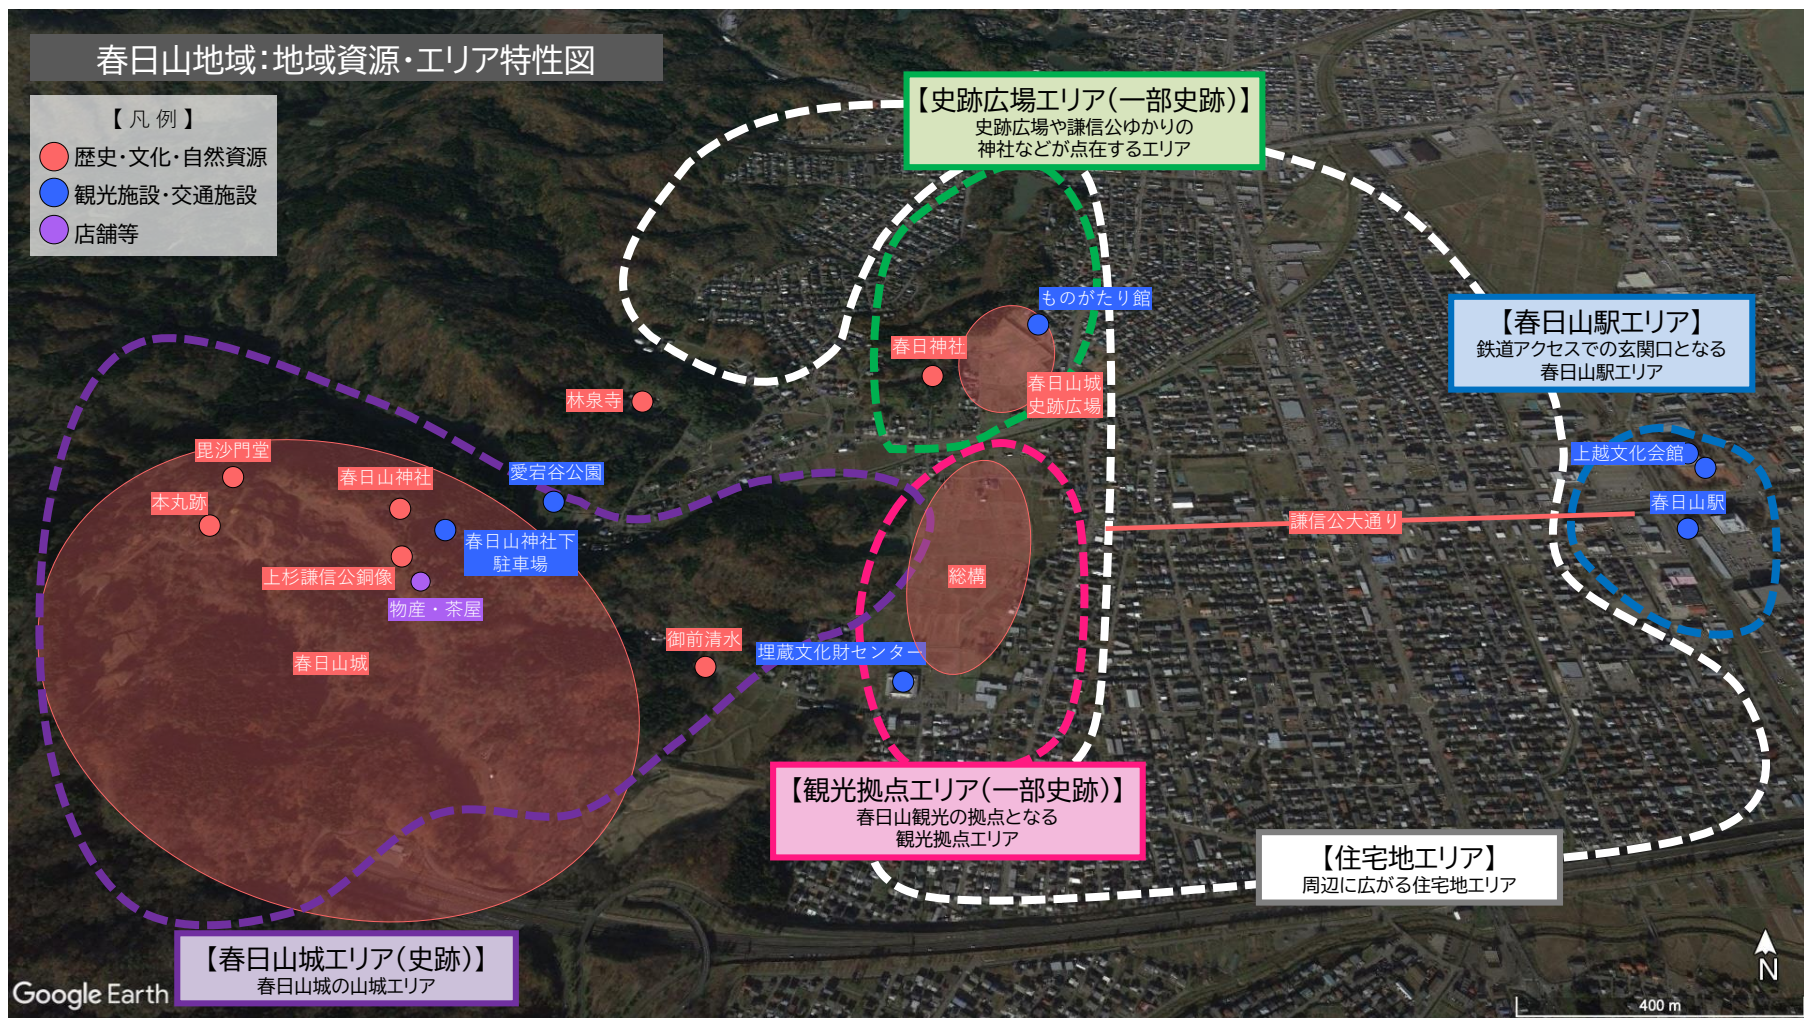 春日山地域：地域資源・エリア特性図
【 凡 例 】
歴史・文化・自然資源
観光施設・交通施設
店舗等
【史跡広場エリア（一部史跡）】
史跡広場や謙信公ゆかりの
神社などが点在するエリア
ものがたり館
春日神社
春日山城
史跡広場
【春日山駅エリア】
鉄道アクセスでの玄関口となる
春日山駅エリア
林泉寺
毘沙門堂
春日山神社
愛宕谷公園
本丸跡
春日山神社下
駐車場
上杉謙信公銅像
物産・茶屋
春日山城
上越文化会館
春日山駅
謙信公大通り
総構
御前清水
埋蔵文化財センター
【観光拠点エリア（一部史跡）】
春日山観光の拠点となる
観光拠点エリア
【住宅地エリア】
周辺に広がる住宅地エリア
【春日山城エリア（史跡）】
春日山城の山城エリア
Google Earth
N
400 m